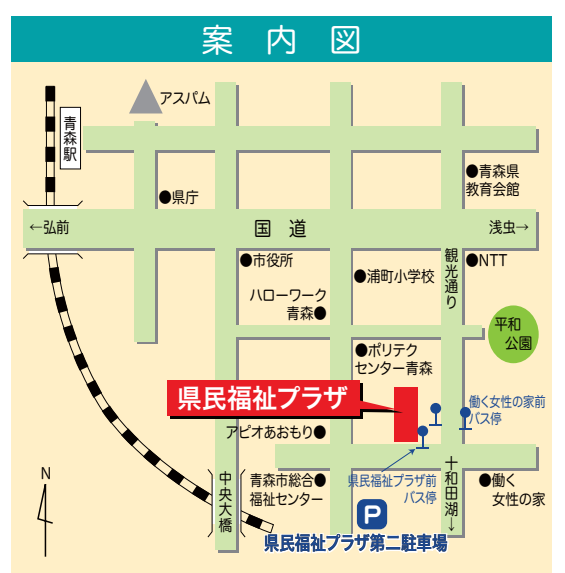 案内図
アスパム
青森駅
青森県
教育会館
県庁
←弘前
国道
浅虫→
市役所
観光通り
NTT
浦町小学校
ハローワーク
青森
平和
公園
ポリテク
センター青森
県民福祉プラザ
働く女性の家前
バス停
アピオあおもり
中央大橋
青森市総合
福祉センター
県民福祉プラザ前
バス停
十和田湖→
働く
女性の家
N
P
県民福祉プラザ第二駐車場